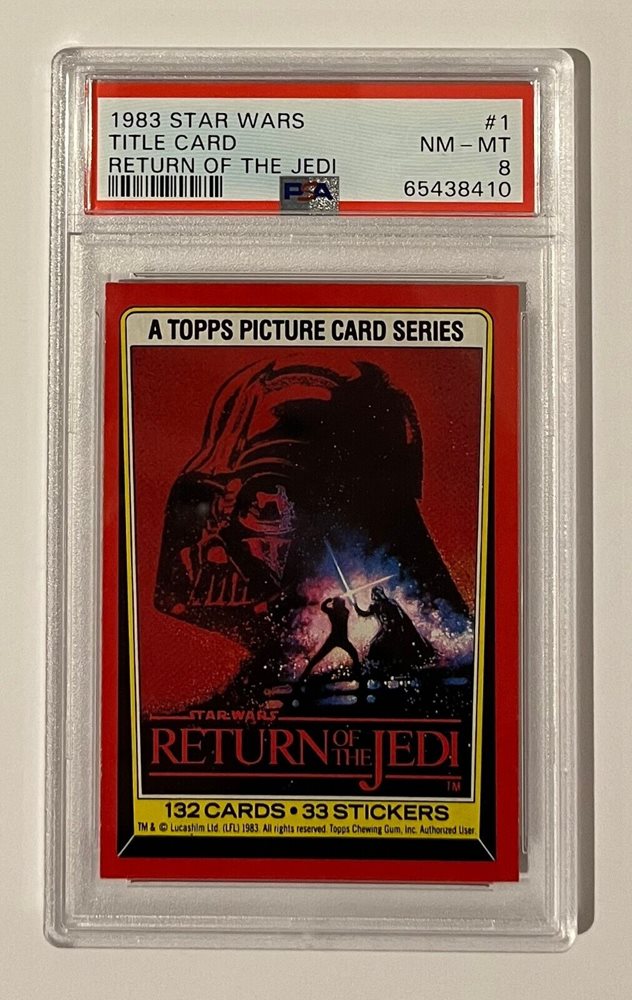 1983 STAR WARS #1
TITLE CARD NM - MT
RETURN OF THE JEDI 8
PSA 65438410
A TOPPS PICTURE CARD SERIES
STAR WARS
RETURN OF THE JEDI
TM
132 CARDS • 33 STICKERS
TM & © Lucasfilm Ltd. (LFL) 1983. All rights reserved. Topps Chewing Gum, Inc. Authorized User.